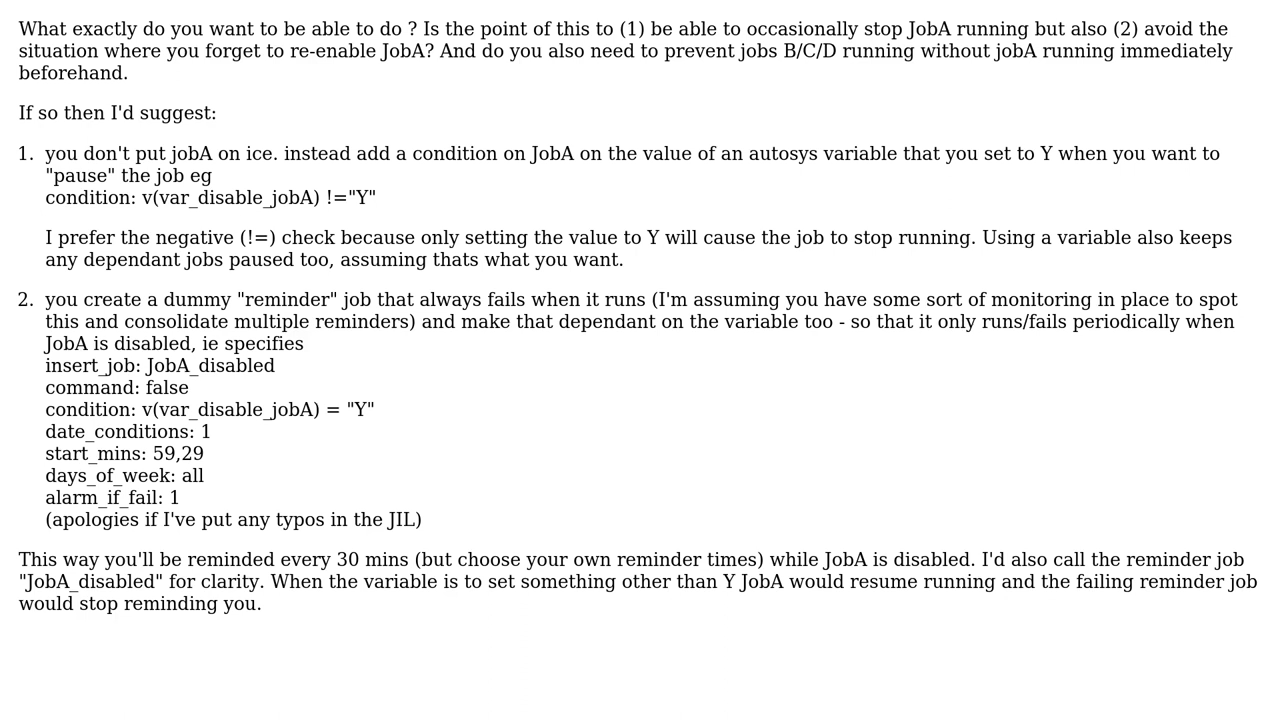 What exactly do you want to be able to do ? Is the point of this to (1) be able to occasionally stop JobA running but also (2) avoid the
situation where you forget to re-enable JobA? And do you also need to prevent jobs B/C/D running without jobA running immediately
beforehand.
If so then I'd suggest:
1. you don't put jobA on ice. instead add a condition on JobA on the value of an autosys variable that you set to Y when you want to
"pause" the job eg
condition: v(var_disable_jobA) !="Y"
I prefer the negative (!=) check because only setting the value to Y will cause the job to stop running. Using a variable also keeps
any dependant jobs paused too, assuming thats what you want.
2. you create a dummy "reminder" job that always fails when it runs (I'm assuming you have some sort of monitoring in place to spot
this and consolidate multiple reminders) and make that dependant on the variable too - so that it only runs/fails periodically when
JobA is disabled, ie specifies
insert_job: JobA_disabled
command: false
condition: v(var_disable_jobA) = "Y"
date_conditions: 1
start_mins: 59,29
days_of_week: all
alarm_if_fail: 1
(apologies if I've put any typos in the JIL)
This way you'll be reminded every 30 mins (but choose your own reminder times) while JobA is disabled. I'd also call the reminder job
"JobA_disabled" for clarity. When the variable is to set something other than Y JobA would resume running and the failing reminder job
would stop reminding you.